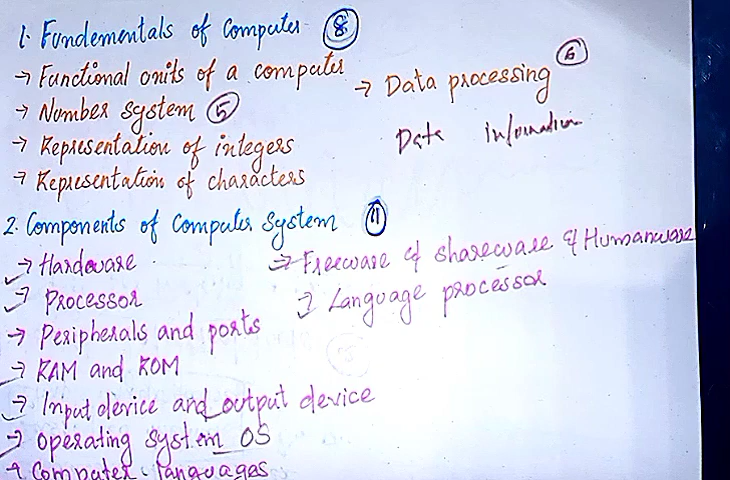 1. Fundementals of Computer 8
→ Functional units of a computer
→ Data processing 6
→ Number system 5
Data information
→ Representation of integers
→ Representation of characters
2. Components of Computer System 11
→ Hardware
→ Freeware & shareware & Humanware
→ Processor
→ Language processor
→ Peripherals and ports
→ RAM and ROM
→ Input device and output device
→ Operating system OS
→ Computer languages